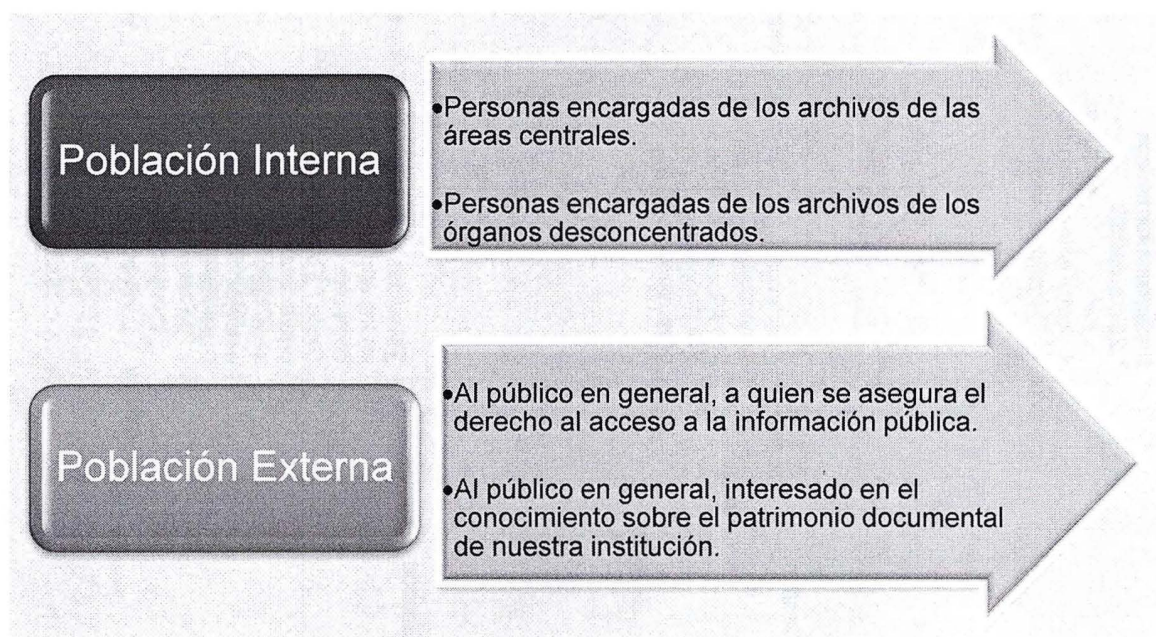 Población Interna
•Personas encargadas de los archivos de las
áreas centrales.
•Personas encargadas de los archivos de los
órganos desconcentrados.
Población Externa
•Al público en general, a quien se asegura el
derecho al acceso a la información pública.
•Al público en general, interesado en el
conocimiento sobre el patrimonio documental
de nuestra institución.